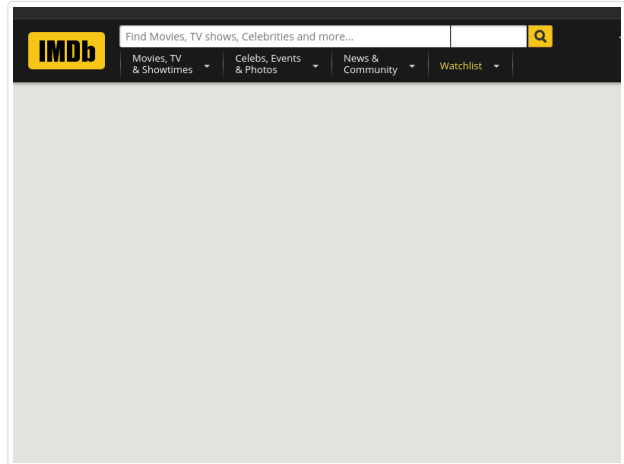 IMDb
Find Movies, TV shows, Celebrities and more...
Movies, TV
& Showtimes
Celebs, Events
& Photos
News &
Community
Watchlist